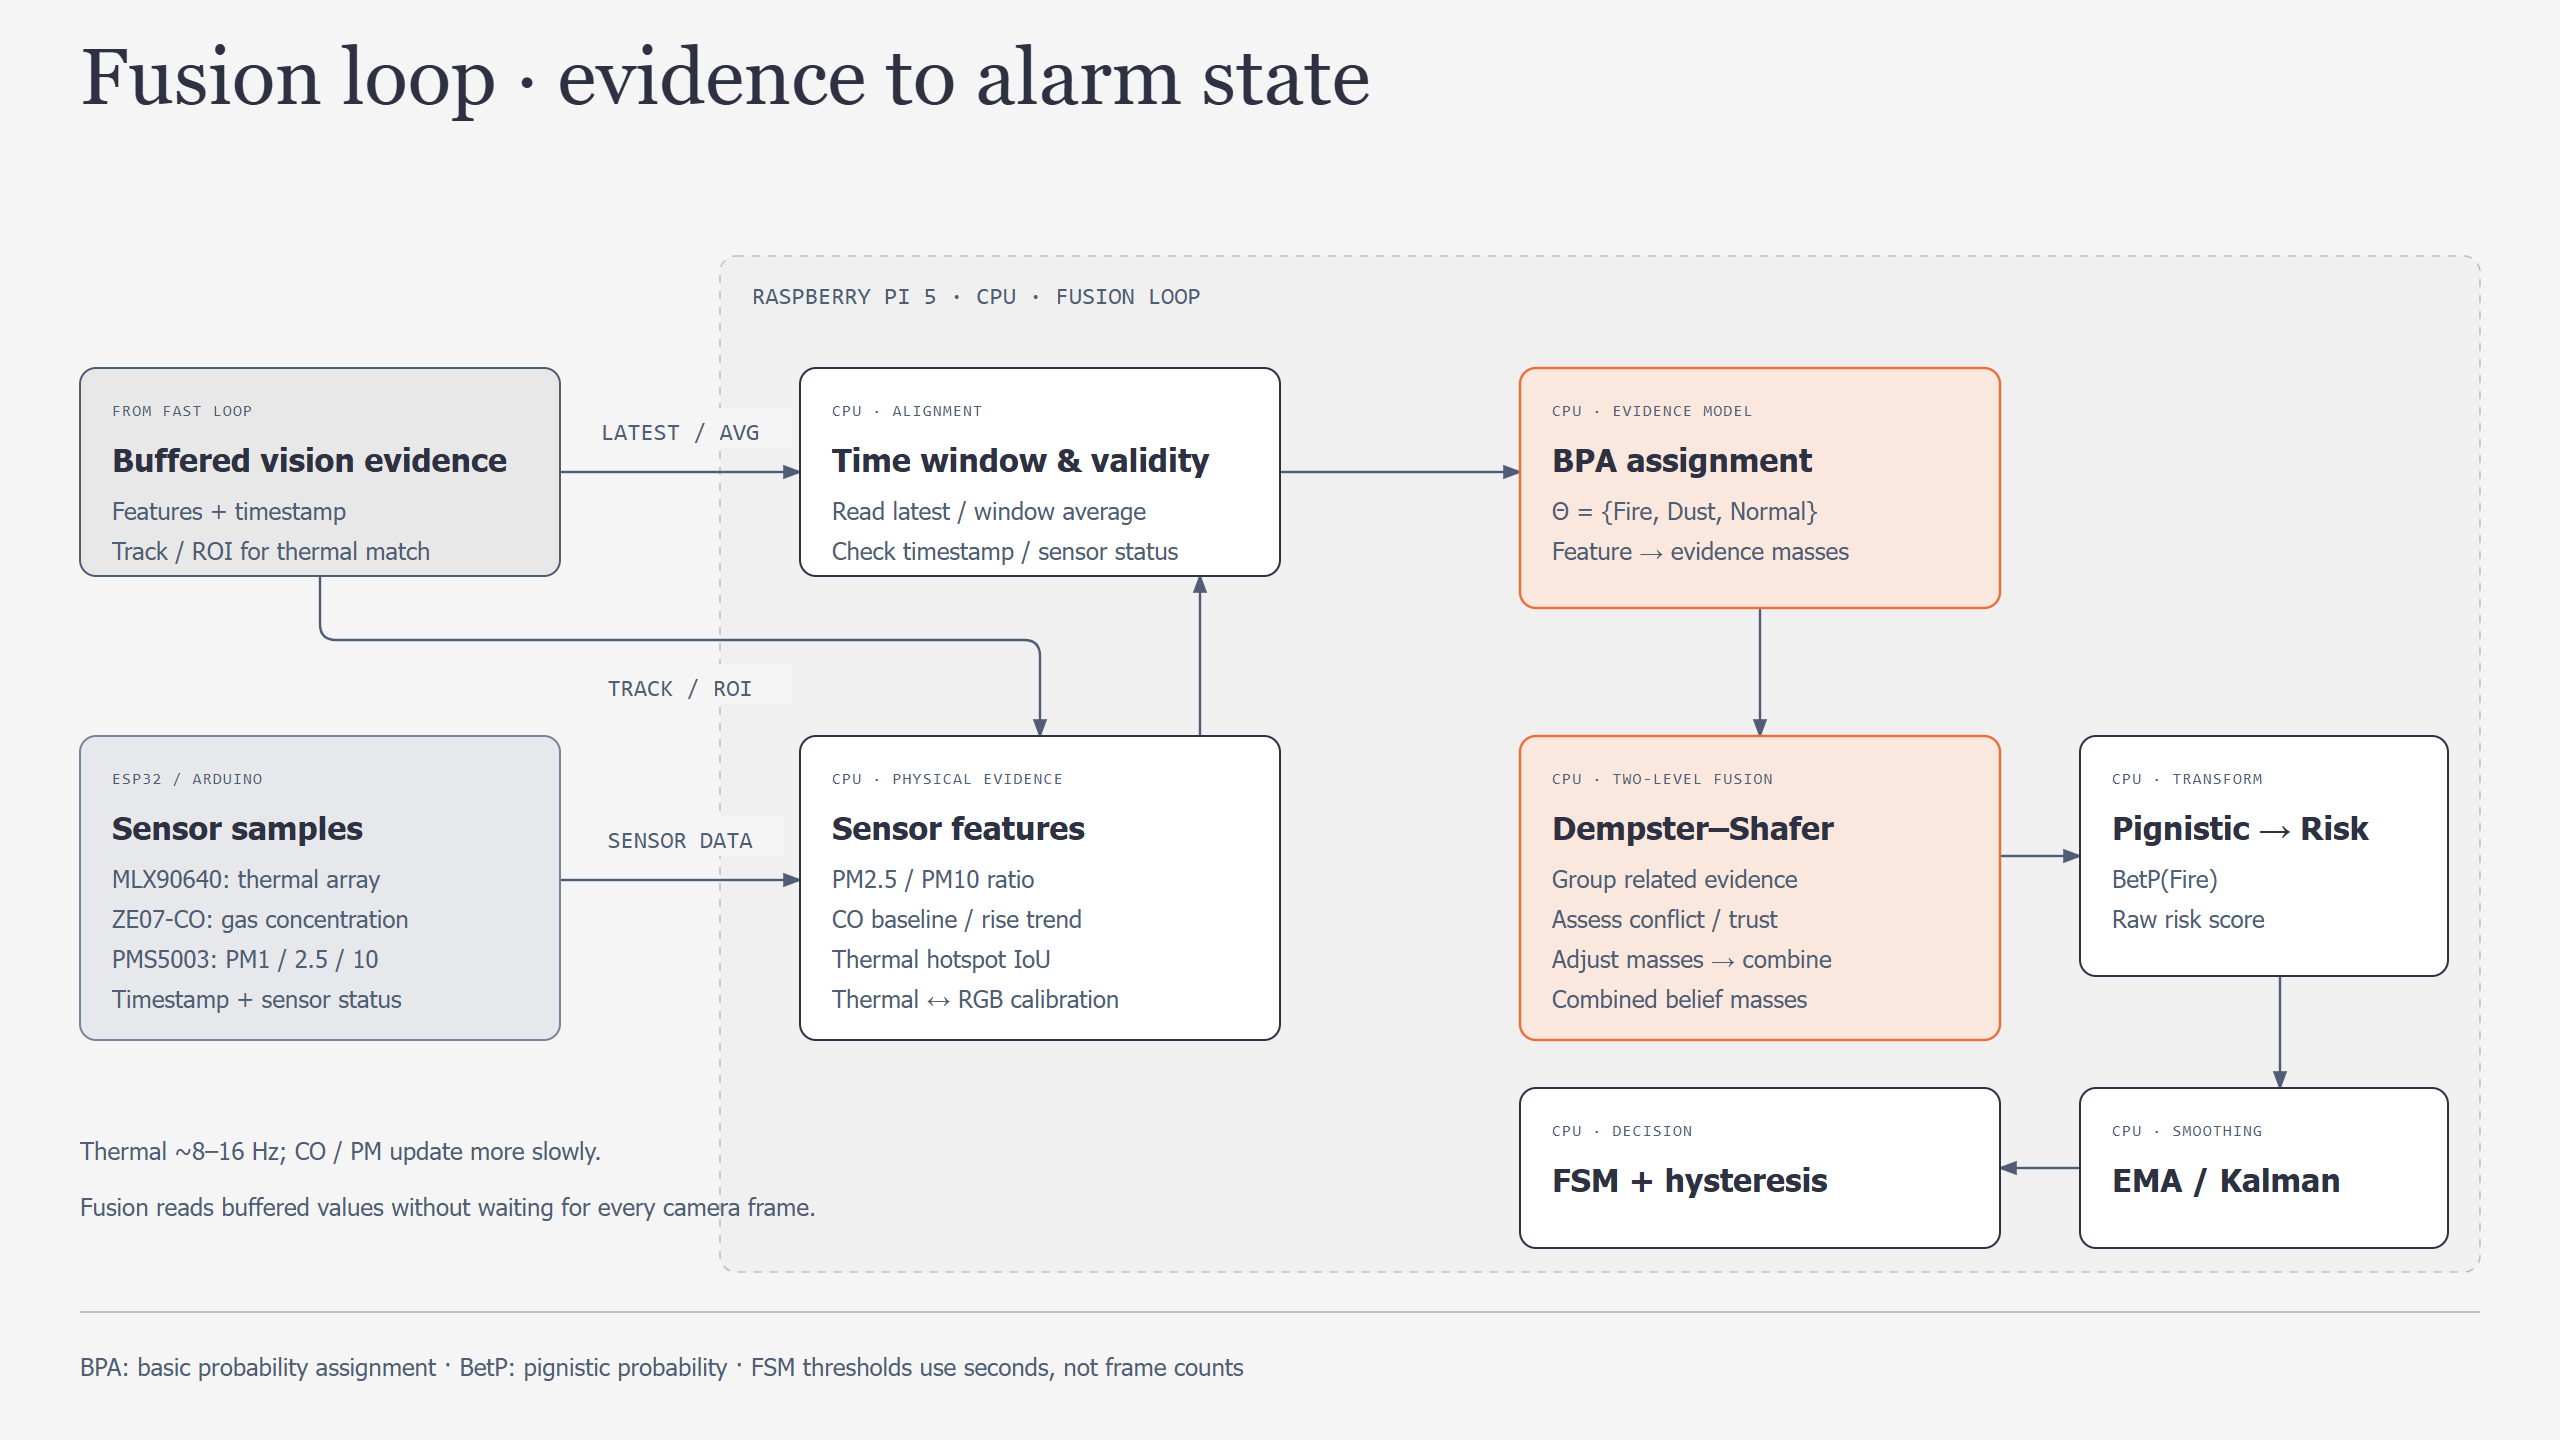 Fusion loop · evidence to alarm state
RASPBERRY PI 5 · CPU · FUSION LOOP
FROM FAST LOOP
Buffered vision evidence
Features + timestamp
Track / ROI for thermal match
LATEST / AVG
CPU · ALIGNMENT
Time window & validity
Read latest / window average
Check timestamp / sensor status
CPU · EVIDENCE MODEL
BPA assignment
Θ = {Fire, Dust, Normal}
Feature → evidence masses
TRACK / ROI
ESP32 / ARDUINO
Sensor samples
MLX90640: thermal array
ZE07-CO: gas concentration
PMS5003: PM1 / 2.5 / 10
Timestamp + sensor status
SENSOR DATA
CPU · PHYSICAL EVIDENCE
Sensor features
PM2.5 / PM10 ratio
CO baseline / rise trend
Thermal hotspot IoU
Thermal ↔ RGB calibration
CPU · TWO-LEVEL FUSION
Dempster–Shafer
Group related evidence
Assess conflict / trust
Adjust masses → combine
Combined belief masses
CPU · TRANSFORM
Pignistic → Risk
BetP(Fire)
Raw risk score
CPU · DECISION
FSM + hysteresis
CPU · SMOOTHING
EMA / Kalman
Thermal ~8–16 Hz; CO / PM update more slowly.
Fusion reads buffered values without waiting for every camera frame.
BPA: basic probability assignment · BetP: pignistic probability · FSM thresholds use seconds, not frame counts